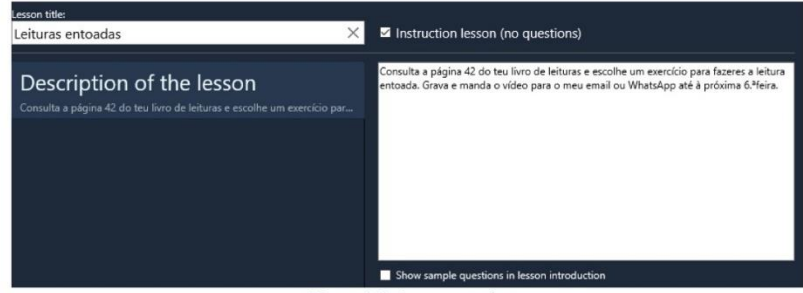 Lesson title:
Leituras entoadas
Instruction lesson (no questions)
Description of the lesson
Consulta a página 42 do teu livro de leituras e escolhe um exercício par...
Consulta a página 42 do teu livro de leituras e escolhe um exercício para fazeres a leitura
entoada. Grava e manda o vídeo para o meu email ou WhatsApp até à próxima 6.ªfeira.
Show sample questions in lesson introduction